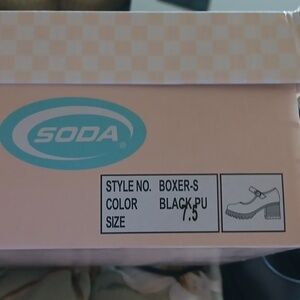 SODA®
STYLE NO. BOXER-S
COLOR BLACK PU
SIZE 7.5